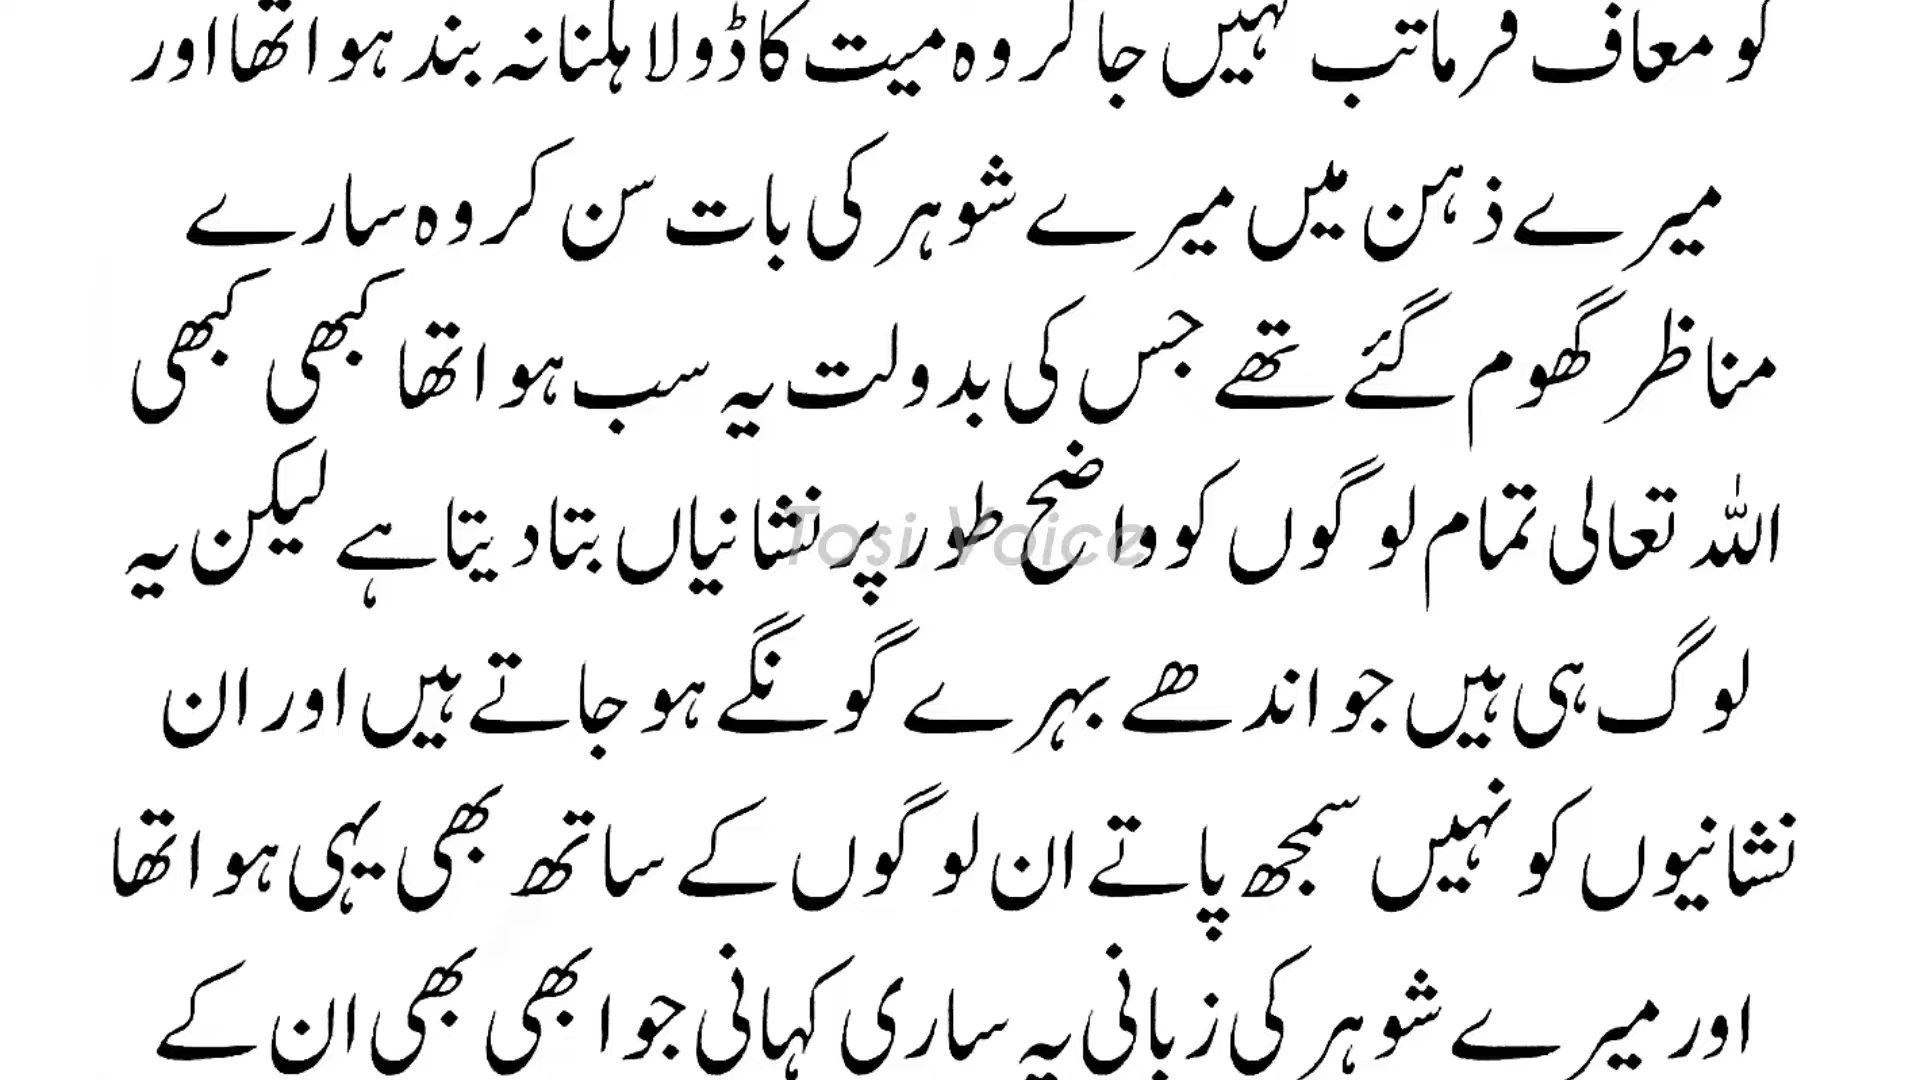 کو معاف فرما تب کہیں جا کر وہ میت کا ڈولا ہلنا نہ بند ہوا تھا اور
میرے ذہن میں میرے شوہر کی بات سن کر وہ سارے
مناظر گھوم گئے تھے جس کی بدولت یہ سب ہوا تھا کبھی کبھی
اللہ تعالی تمام لوگوں کو واضح طور پر نشانیاں بتا دیتا ہے لیکن یہ
Tosi Voice
لوگ ہی ہیں جو اندھے بہرے گونگے ہو جاتے ہیں اور ان
نشانیوں کو نہیں سمجھ پاتے ان لوگوں کے ساتھ بھی یہی ہوا تھا
اور میرے شوہر کی زبانی یہ ساری کہانی جو ابھی بھی ان کے